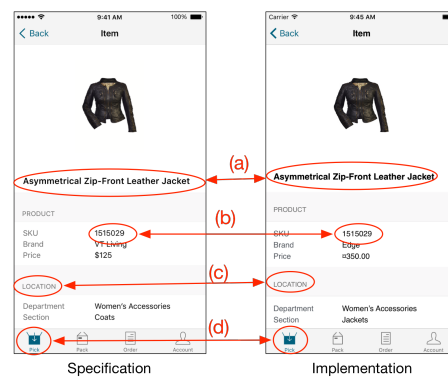 9:41 AM 100%
Back Item
Asymmetrical Zip-Front Leather Jacket
PRODUCT
SKU 1515029
Brand VT Living
Price $125
LOCATION
Department Women's Accessories
Section Coats
Pick Pack Order Account
Specification
(a)
(b)
(c)
(d)
Carrier 9:45 AM
Back Item
Asymmetrical Zip-Front Leather Jacket
PRODUCT
SKU 1515029
Brand Edge
Price ¤350.00
LOCATION
Department Women's Accessories
Section Jackets
Pick Pack Order Account
Implementation